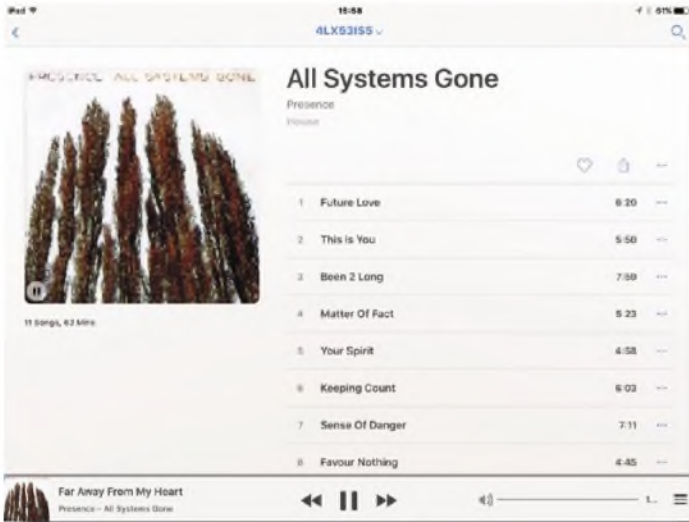 iPad 15:58 61%
4LX53IS5
PRESENCE ALL SYSTEMS GONE
All Systems Gone
Presence
House
1 Future Love 6:20 ...
2 This Is You 5:50 ...
3 Been 2 Long 7:59 ...
4 Matter Of Fact 5:23 ...
5 Your Spirit 4:58 ...
6 Keeping Count 6:03 ...
7 Sense Of Danger 7:11 ...
8 Favour Nothing 4:45 ...
11 Songs, 62 Mins
Far Away From My Heart
Presence – All Systems Gone
1...